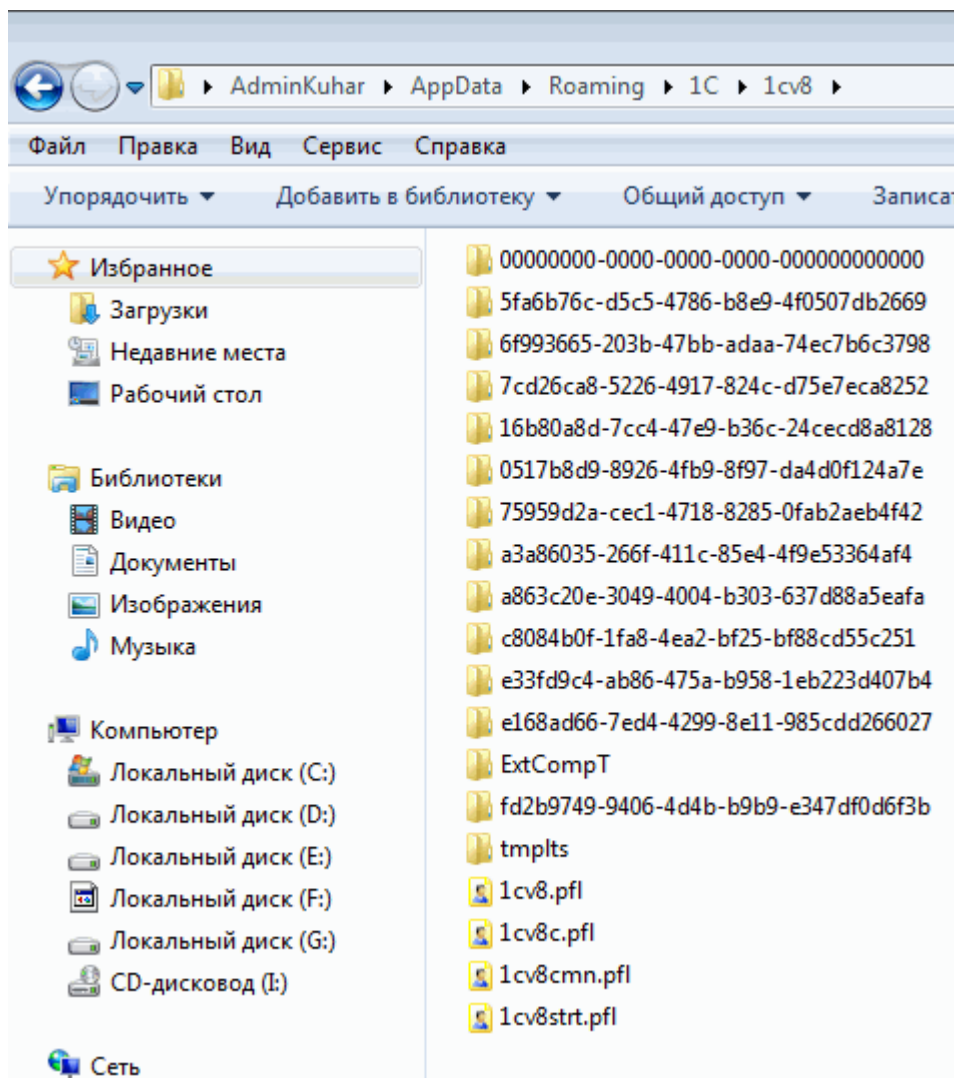 AdminKuhar AppData Roaming 1C 1cv8
Файл Правка Вид Сервис Справка
Упорядочить Добавить в библиотеку Общий доступ Записат
Избранное
Загрузки
Недавние места
Рабочий стол
Библиотеки
Видео
Документы
Изображения
Музыка
Компьютер
Локальный диск (C:)
Локальный диск (D:)
Локальный диск (E:)
Локальный диск (F:)
Локальный диск (G:)
CD-дисковод (I:)
Сеть
00000000-0000-0000-0000-000000000000
5fa6b76c-d5c5-4786-b8e9-4f0507db2669
6f993665-203b-47bb-adaa-74ec7b6c3798
7cd26ca8-5226-4917-824c-d75e7eca8252
16b80a8d-7cc4-47e9-b36c-24cecd8a8128
0517b8d9-8926-4fb9-8f97-da4d0f124a7e
75959d2a-cec1-4718-8285-0fab2aeb4f42
a3a86035-266f-411c-85e4-4f9e53364af4
a863c20e-3049-4004-b303-637d88a5eafa
c8084b0f-1fa8-4ea2-bf25-bf88cd55c251
e33fd9c4-ab86-475a-b958-1eb223d407b4
e168ad66-7ed4-4299-8e11-985cdd266027
ExtCompT
fd2b9749-9406-4d4b-b9b9-e347df0d6f3b
tmplts
1cv8.pfl
1cv8c.pfl
1cv8cmn.pfl
1cv8strt.pfl